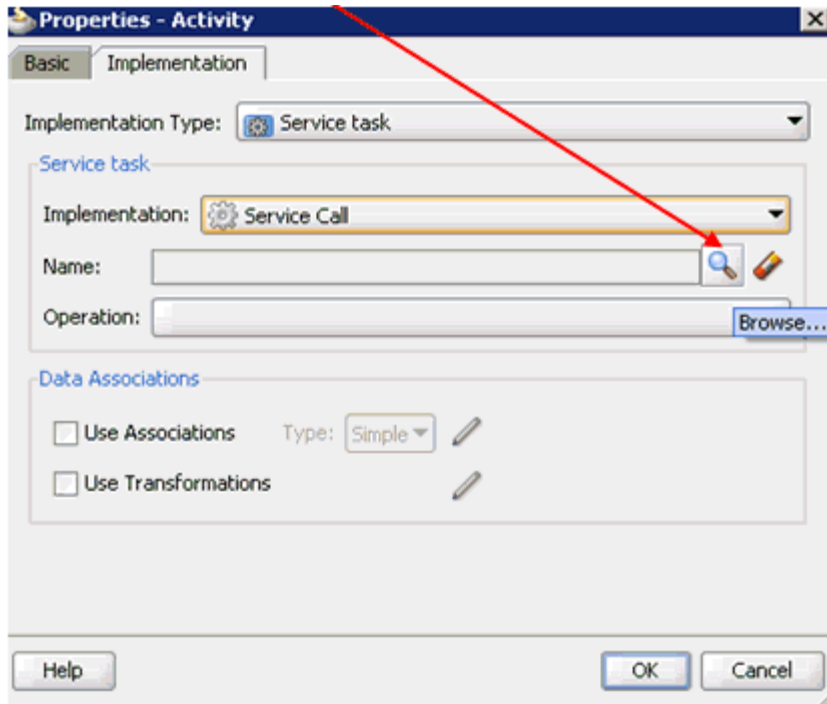 Properties - Activity
Basic Implementation
Implementation Type: Service task
Service task
Implementation: Service Call
Name:
Operation:
Browse...
Data Associations
Use Associations Type: Simple
Use Transformations
Help OK Cancel